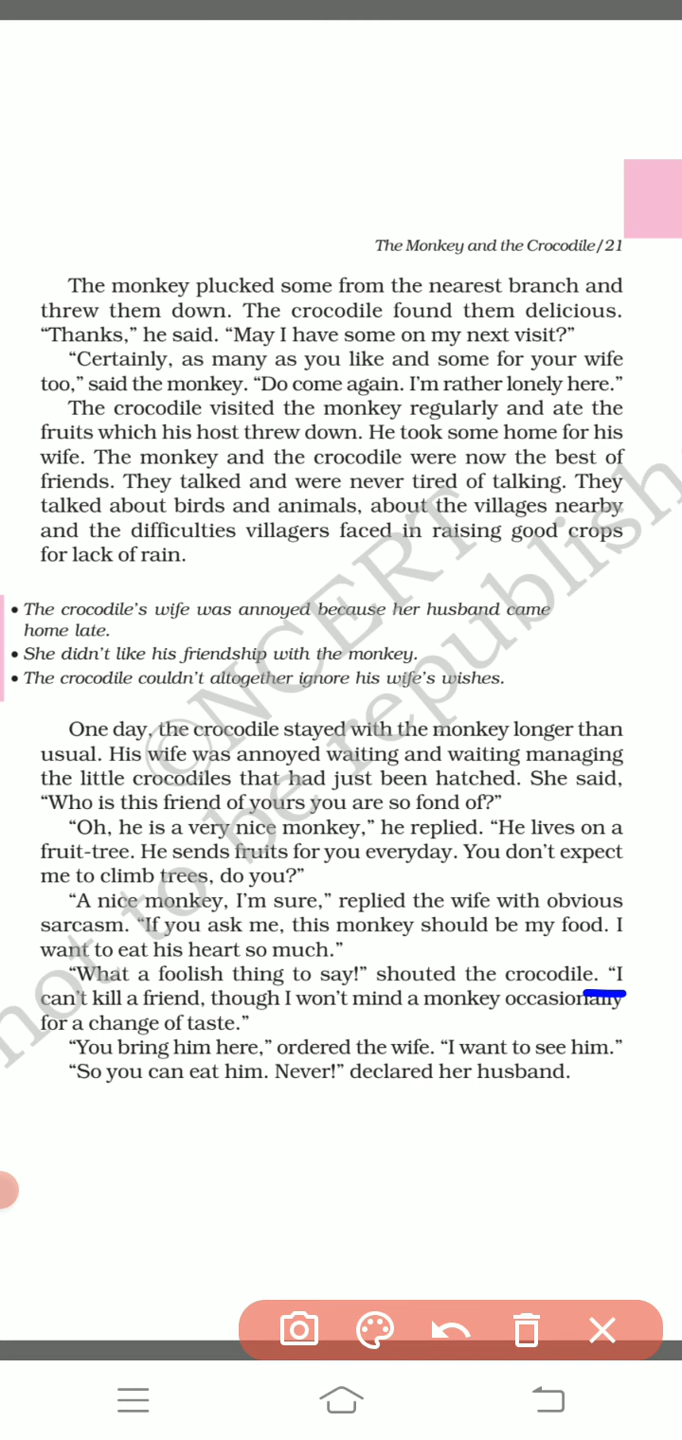 The Monkey and the Crocodile/21
The monkey plucked some from the nearest branch and
threw them down. The crocodile found them delicious.
“Thanks,” he said. “May I have some on my next visit?”
“Certainly, as many as you like and some for your wife
too,” said the monkey. “Do come again. I’m rather lonely here.”
The crocodile visited the monkey regularly and ate the
fruits which his host threw down. He took some home for his
wife. The monkey and the crocodile were now the best of
friends. They talked and were never tired of talking. They
talked about birds and animals, about the villages nearby
and the difficulties villagers faced in raising good crops
for lack of rain.
• The crocodile’s wife was annoyed because her husband came
home late.
• She didn’t like his friendship with the monkey.
• The crocodile couldn’t altogether ignore his wife’s wishes.
One day, the crocodile stayed with the monkey longer than
usual. His wife was annoyed waiting and waiting managing
the little crocodiles that had just been hatched. She said,
“Who is this friend of yours you are so fond of?”
“Oh, he is a very nice monkey,” he replied. “He lives on a
fruit-tree. He sends fruits for you everyday. You don’t expect
me to climb trees, do you?”
“A nice monkey, I’m sure,” replied the wife with obvious
sarcasm. “If you ask me, this monkey should be my food. I
want to eat his heart so much.”
“What a foolish thing to say!” shouted the crocodile. “I
can’t kill a friend, though I won’t mind a monkey occasionally
for a change of taste.”
“You bring him here,” ordered the wife. “I want to see him.”
“So you can eat him. Never!” declared her husband.
©NCERT
not to be republish